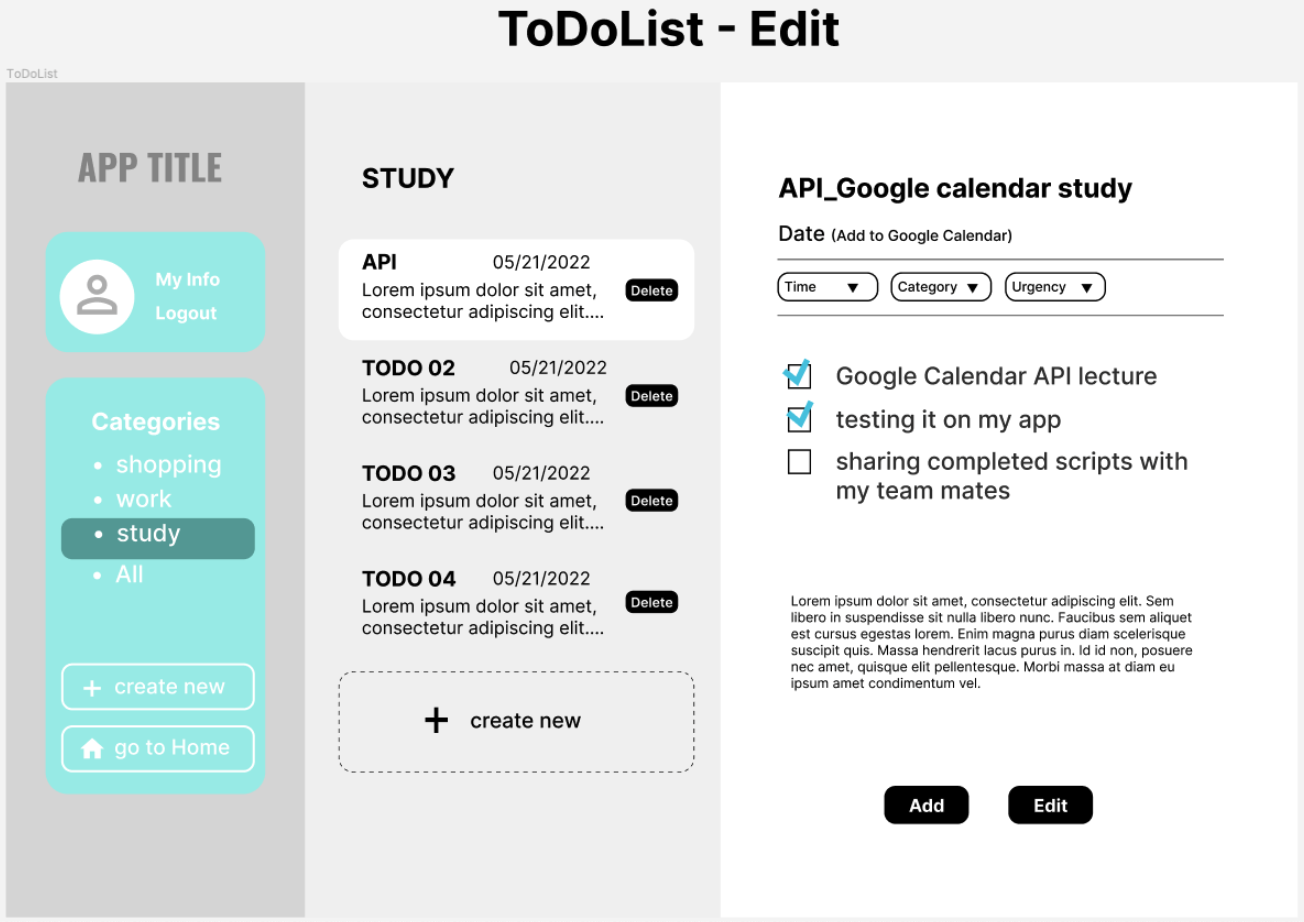 ToDoList - Edit
ToDoList
APP TITLE
My Info
Logout
Categories
• shopping
• work
• study
• All
+ create new
go to Home
STUDY
API 05/21/2022
Lorem ipsum dolor sit amet,
consectetur adipiscing elit....
Delete
TODO 02 05/21/2022
Lorem ipsum dolor sit amet,
consectetur adipiscing elit....
Delete
TODO 03 05/21/2022
Lorem ipsum dolor sit amet,
consectetur adipiscing elit....
Delete
TODO 04 05/21/2022
Lorem ipsum dolor sit amet,
consectetur adipiscing elit....
Delete
+ create new
API_Google calendar study
Date (Add to Google Calendar)
Time ▼ Category ▼ Urgency ▼
Google Calendar API lecture
testing it on my app
sharing completed scripts with
my team mates
Lorem ipsum dolor sit amet, consectetur adipiscing elit. Sem
libero in suspendisse sit nulla libero nunc. Faucibus sem aliquet
est cursus egestas lorem. Enim magna purus diam scelerisque
suscipit quis. Massa hendrerit lacus purus in. Id id non, posuere
nec amet, quisque elit pellentesque. Morbi massa at diam eu
ipsum amet condimentum vel.
Add Edit